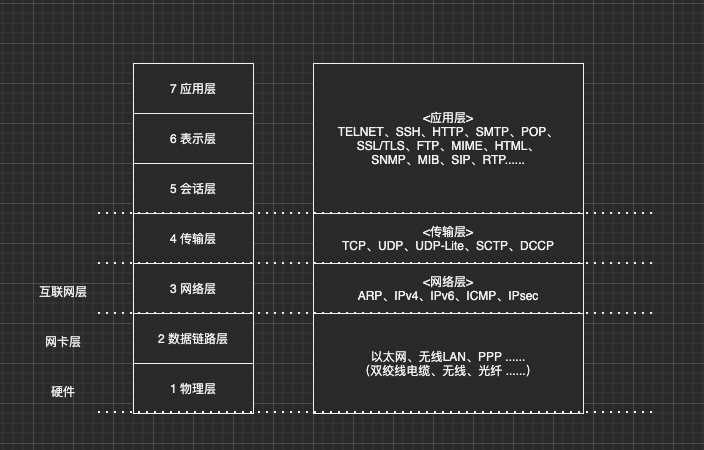 7 应用层
6 表示层
5 会话层
4 传输层
3 网络层
2 数据链路层
1 物理层
互联网层
网卡层
硬件
<应用层>
TELNET、SSH、HTTP、SMTP、POP、
SSL/TLS、FTP、MIME、HTML、
SNMP、MIB、SIP、RTP......
<传输层>
TCP、UDP、UDP-Lite、SCTP、DCCP
<网络层>
ARP、IPv4、IPv6、ICMP、IPsec
以太网、无线LAN、PPP ......
（双绞线电缆、无线、光纤 ......）